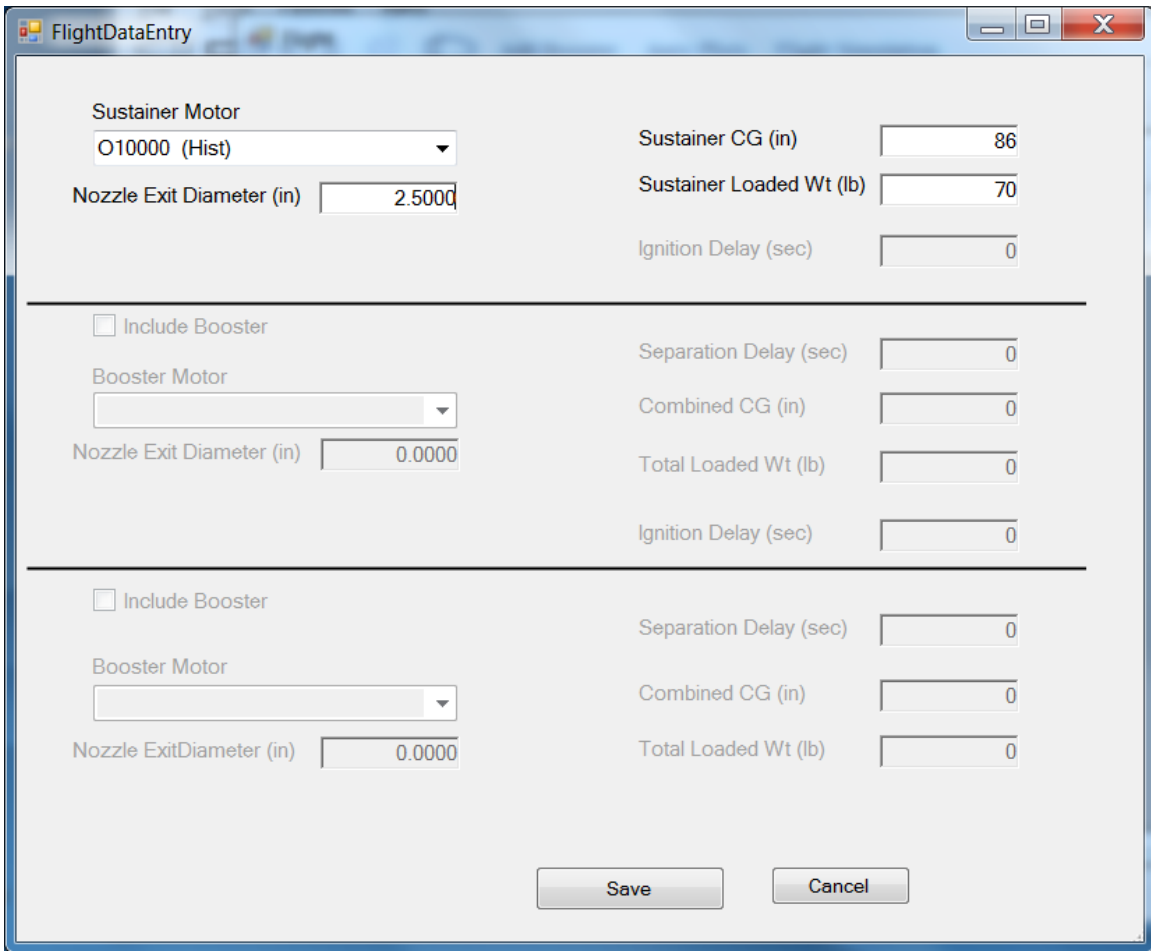 FlightDataEntry
Sustainer Motor
O10000 (Hist)
Nozzle Exit Diameter (in) 2.5000
Sustainer CG (in) 86
Sustainer Loaded Wt (lb) 70
Ignition Delay (sec) 0
Include Booster
Booster Motor
Nozzle Exit Diameter (in) 0.0000
Separation Delay (sec) 0
Combined CG (in) 0
Total Loaded Wt (lb) 0
Ignition Delay (sec) 0
Include Booster
Booster Motor
Nozzle ExitDiameter (in) 0.0000
Separation Delay (sec) 0
Combined CG (in) 0
Total Loaded Wt (lb) 0
Save Cancel